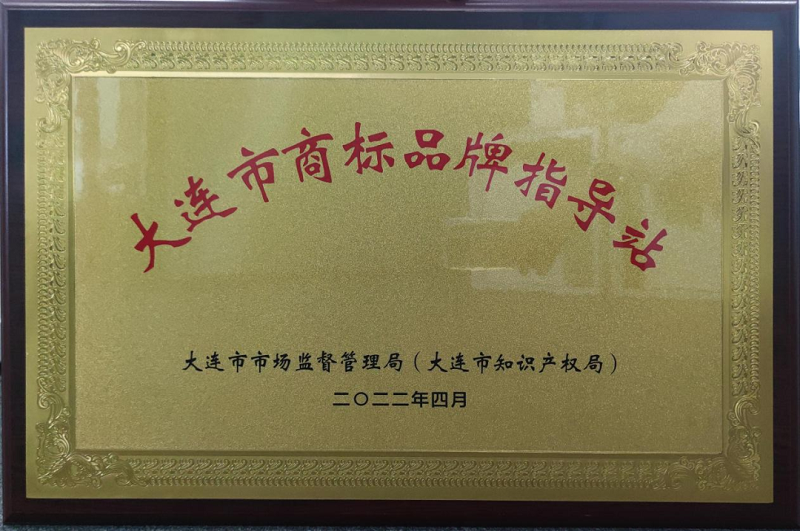 大连市商标品牌指导站
大连市市场监督管理局（大连市知识产权局）
二〇二二年四月